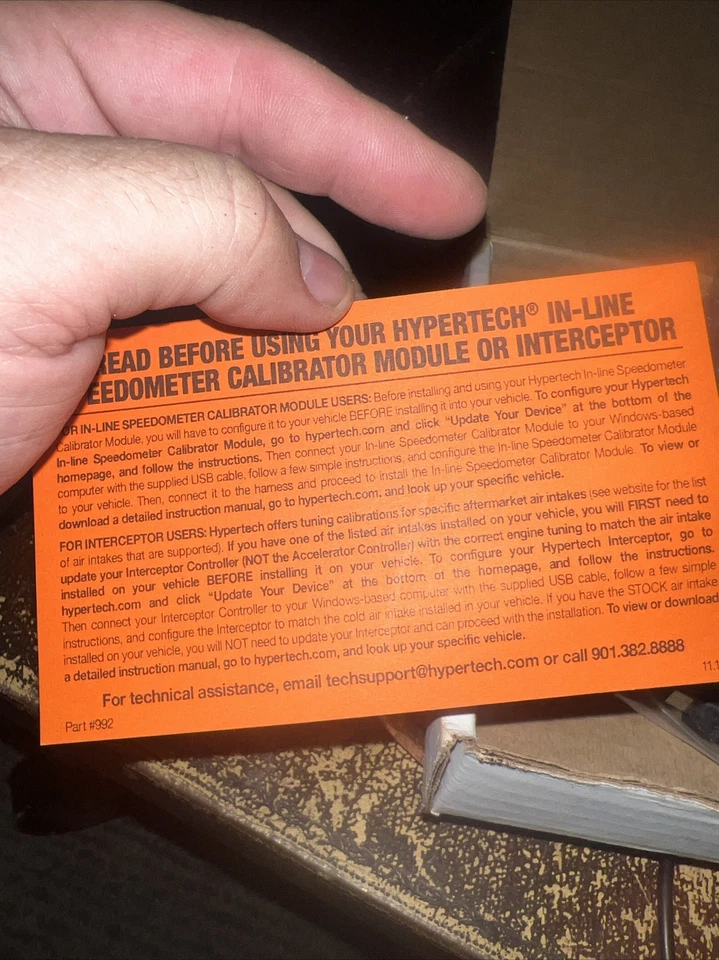 READ BEFORE USING YOUR HYPERTECH® IN-LINE
EEDOMETER CALIBRATOR MODULE OR INTERCEPTOR
OR IN-LINE SPEEDOMETER CALIBRATOR MODULE USERS: Before installing and using your Hypertech In-line Speedometer
Calibrator Module, you will have to configure it to your vehicle BEFORE installing it into your vehicle. To configure your Hypertech
In-line Speedometer Calibrator Module, go to hypertech.com and click “Update Your Device” at the bottom of the
homepage, and follow the instructions. Then connect your In-line Speedometer Calibrator Module to your Windows-based
computer with the supplied USB cable, follow a few simple instructions, and configure the In-line Speedometer Calibrator Module
to your vehicle. Then, connect it to the harness and proceed to install the In-line Speedometer Calibrator Module. To view or
download a detailed instruction manual, go to hypertech.com, and look up your specific vehicle.
FOR INTERCEPTOR USERS: Hypertech offers tuning calibrations for specific aftermarket air intakes (see website for the list
of air intakes that are supported). If you have one of the listed air intakes installed on your vehicle, you will FIRST need to
update your Interceptor Controller (NOT the Accelerator Controller) with the correct engine tuning to match the air intake
installed on your vehicle BEFORE installing it on your vehicle. To configure your Hypertech Interceptor, go to
hypertech.com and click “Update Your Device” at the bottom of the homepage, and follow the instructions.
Then connect your Interceptor Controller to your Windows-based computer with the supplied USB cable, follow a few simple
instructions, and configure the Interceptor to match the cold air intake installed in your vehicle. If you have the STOCK air intake
installed on your vehicle, you will NOT need to update your Interceptor and can proceed with the installation. To view or download
a detailed instruction manual, go to hypertech.com, and look up your specific vehicle.
For technical assistance, email techsupport@hypertech.com or call 901.382.8888
Part #992
11.1